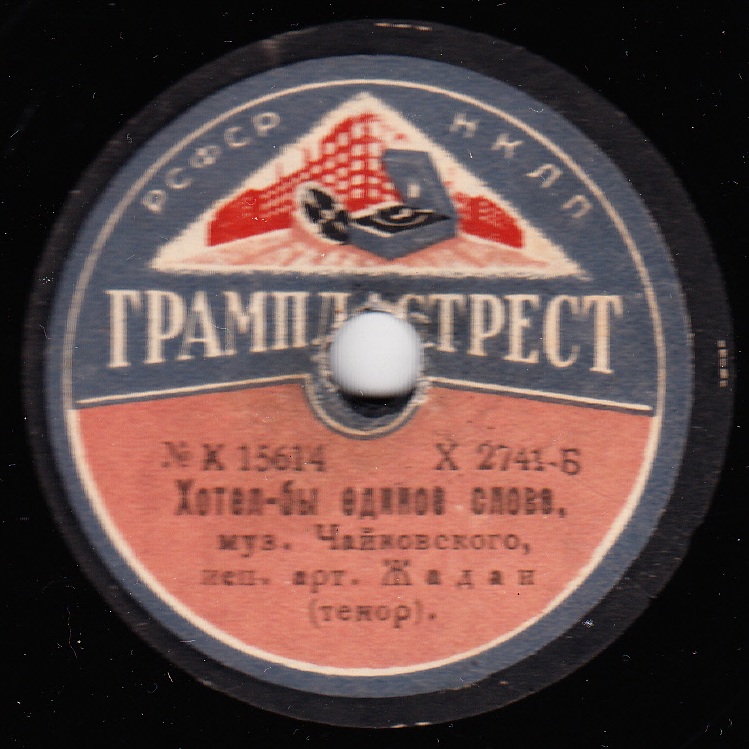 РСФСР НКЛП
ГРАМПЛАСТРЕСТ
№ К 15614 Х 2741-Б
Хотел-бы единое слово,
муз. Чайковского,
исп. арт. Жадан
(тенор).